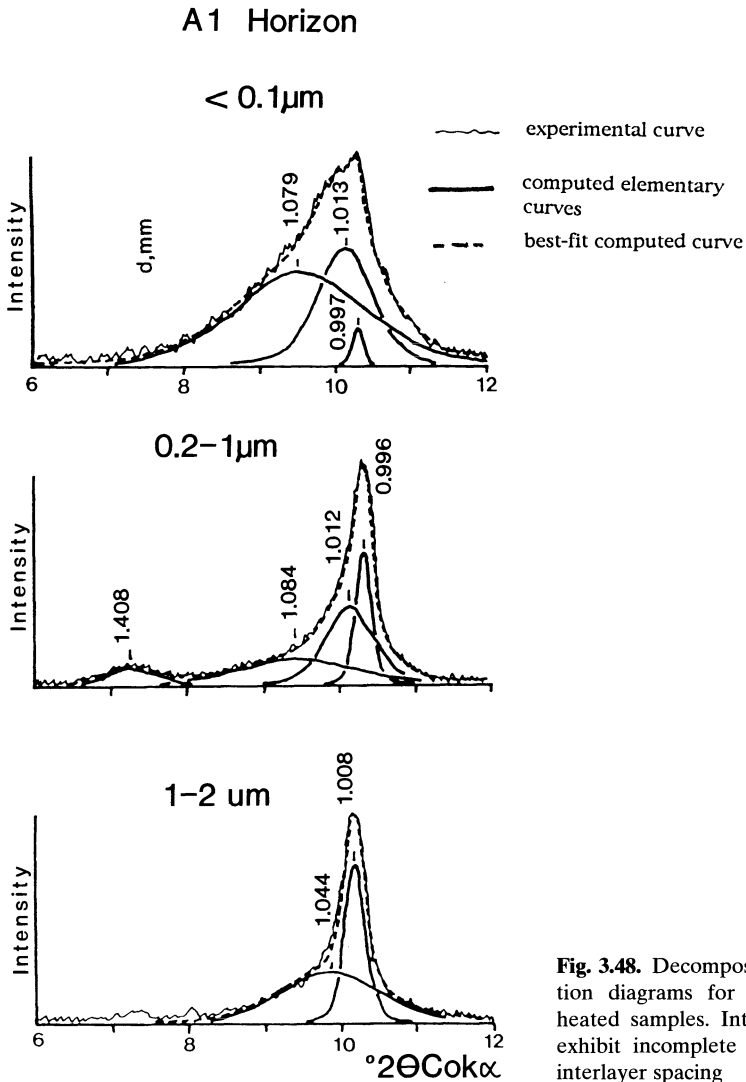 A1 Horizon
< 0.1µm
experimental curve
computed elementary
curves
best-fit computed curve
Intensity
d,mm
1.079
1.013
0.997
6
8
10
12
0.2-1µm
Intensity
1.408
1.084
1.012
0.996
1-2 um
Intensity
1.044
1.008
6
8
10
12
°2ΘCokα
Fig. 3.48. Decompos
tion diagrams for
heated samples. Int
exhibit incomplete
interlayer spacing